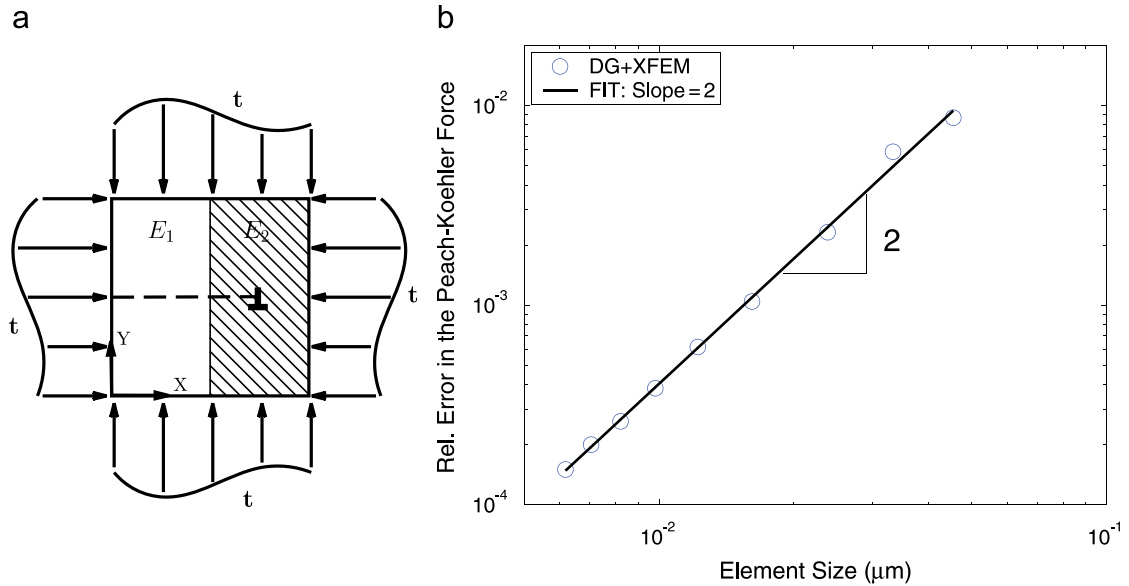 a
t
E₁
E₂
t
t
Y
X
t
b
DG+XFEM
FIT: Slope=2
2
Rel. Error in the Peach-Koehler Force
10⁻²
10⁻³
10⁻⁴
10⁻²
10⁻¹
Element Size (μm)